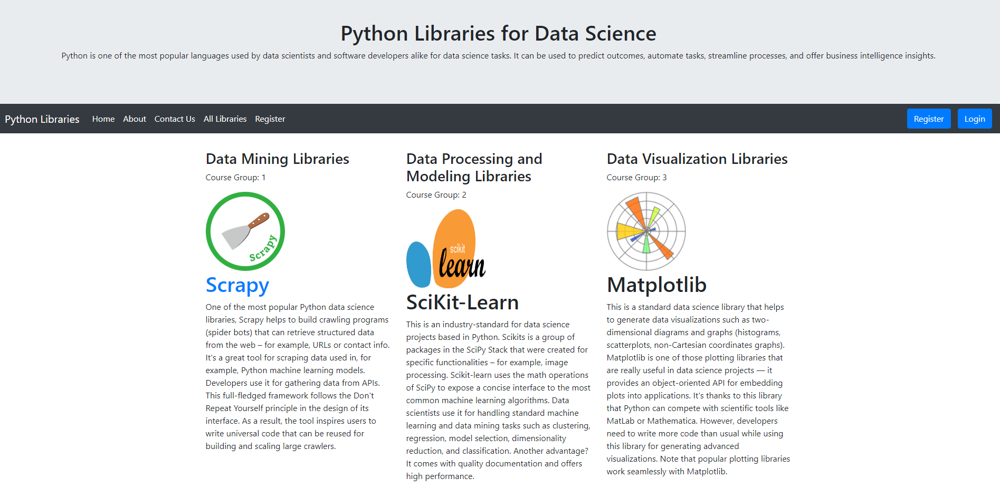 Python Libraries for Data Science
Python is one of the most popular languages used by data scientists and software developers alike for data science tasks. It can be used to predict outcomes, automate tasks, streamline processes, and offer business intelligence insights.
Python Libraries Home About Contact Us All Libraries Register Register Login
Data Mining Libraries
Course Group: 1
Scrapy
Scrapy
One of the most popular Python data science
libraries, Scrapy helps to build crawling programs
(spider bots) that can retrieve structured data
from the web – for example, URLs or contact info.
It's a great tool for scraping data used in, for
example, Python machine learning models.
Developers use it for gathering data from APIs.
This full-fledged framework follows the Don't
Repeat Yourself principle in the design of its
interface. As a result, the tool inspires users to
write universal code that can be reused for
building and scaling large crawlers.
Data Processing and
Modeling Libraries
Course Group: 2
scikit
learn
SciKit-Learn
This is an industry-standard for data science
projects based in Python. Scikits is a group of
packages in the SciPy Stack that were created for
specific functionalities – for example, image
processing. Scikit-learn uses the math operations
of SciPy to expose a concise interface to the most
common machine learning algorithms. Data
scientists use it for handling standard machine
learning and data mining tasks such as clustering,
regression, model selection, dimensionality
reduction, and classification. Another advantage?
It comes with quality documentation and offers
high performance.
Data Visualization Libraries
Course Group: 3
Matplotlib
This is a standard data science library that helps
to generate data visualizations such as two-
dimensional diagrams and graphs (histograms,
scatterplots, non-Cartesian coordinates graphs).
Matplotlib is one of those plotting libraries that
are really useful in data science projects — it
provides an object-oriented API for embedding
plots into applications. It's thanks to this library
that Python can compete with scientific tools like
MatLab or Mathematica. However, developers
need to write more code than usual while using
this library for generating advanced
visualizations. Note that popular plotting libraries
work seamlessly with Matplotlib.